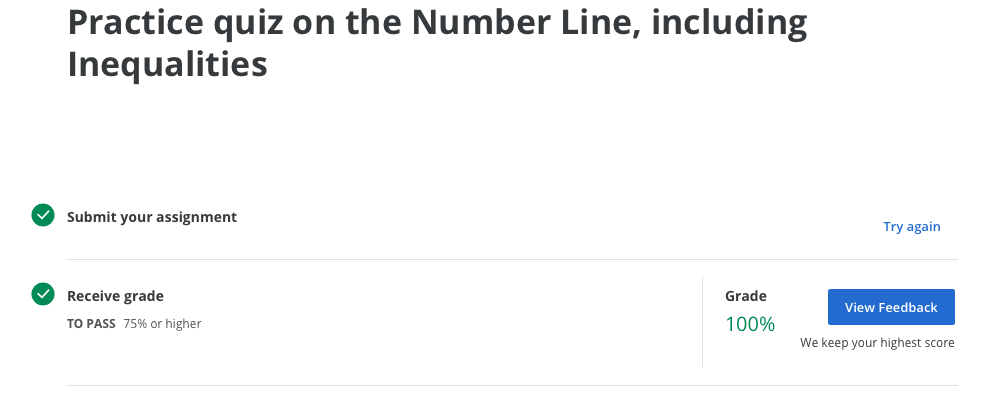 Practice quiz on the Number Line, including
Inequalities
Submit your assignment
Try again
Receive grade
TO PASS 75% or higher
Grade
100%
View Feedback
We keep your highest score